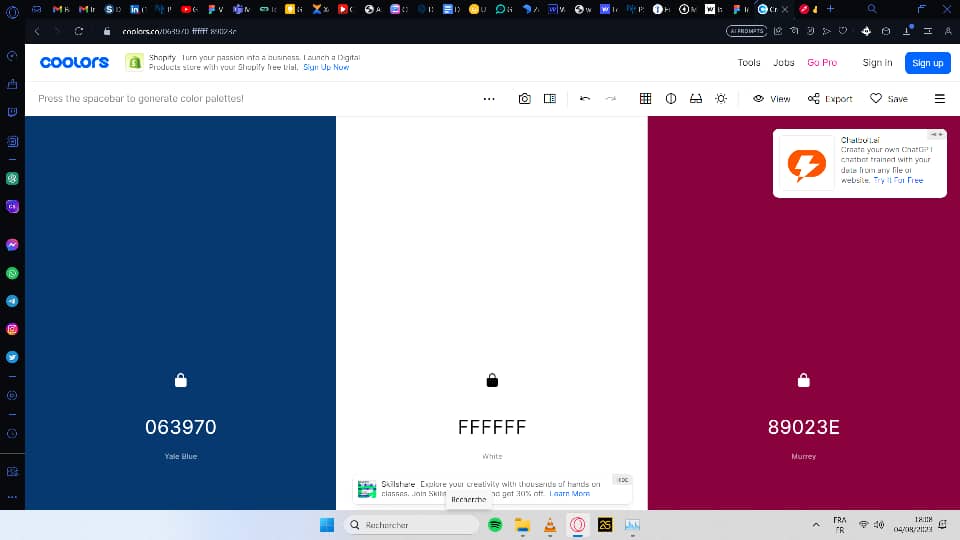 coolors.co/063970-ffffff-89023e
AI PROMPTS
coolors
Shopify Turn your passion into a business. Launch a Digital
Products store with your Shopify free trial. Sign Up Now
Tools
Jobs
Go Pro
Sign in
Sign up
Press the spacebar to generate color palettes!
View
Export
Save
Chatbolt.ai
Create your own ChatGPT
chatbot trained with your
data from any file or
website. Try It For Free
063970
Yale Blue
FFFFFF
White
89023E
Murrey
Skillshare Explore your creativity with thousands of hands on
classes. Join
and get 30% off. Learn More
HIDE
Recherche
Rechercher
FRA
FR
18:08
04/08/2023